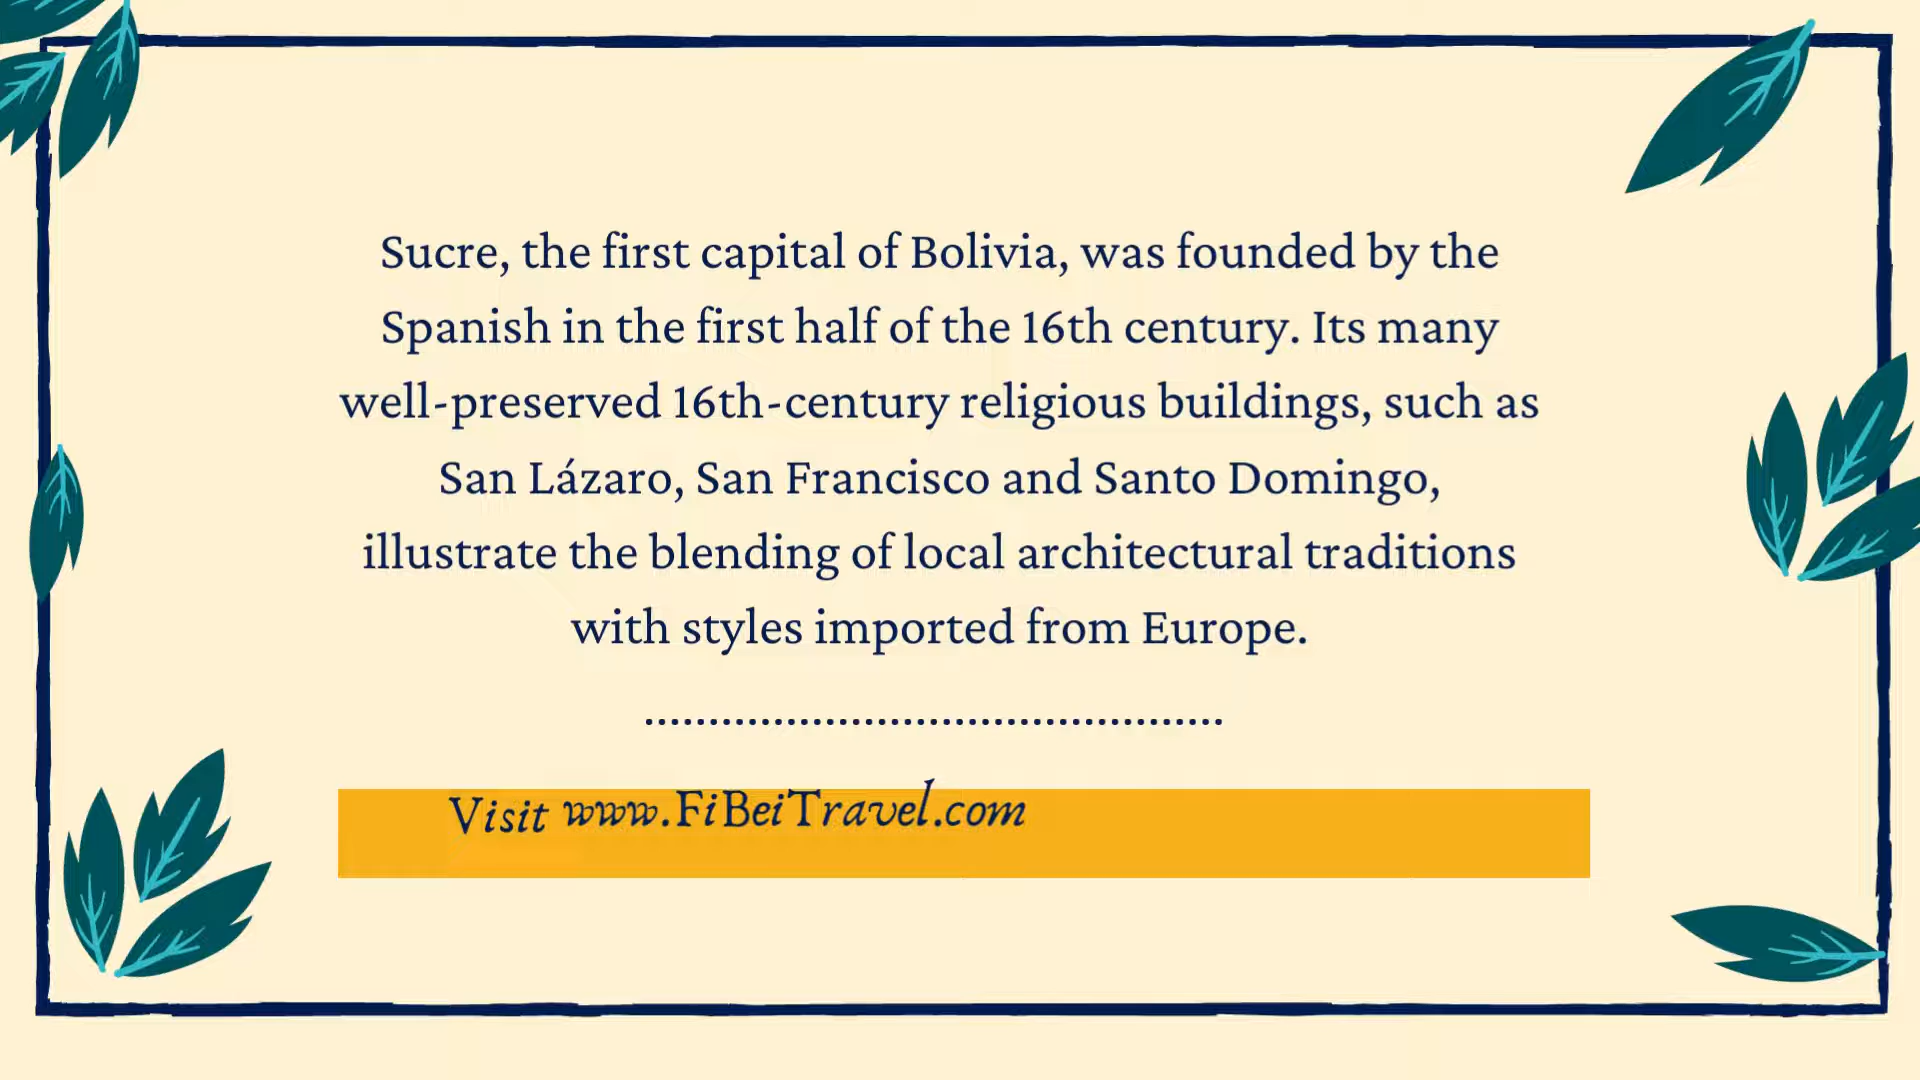 Sucre, the first capital of Bolivia, was founded by the
Spanish in the first half of the 16th century. Its many
well-preserved 16th-century religious buildings, such as
San Lázaro, San Francisco and Santo Domingo,
illustrate the blending of local architectural traditions
with styles imported from Europe.
Visit www.FiBeiTravel.com